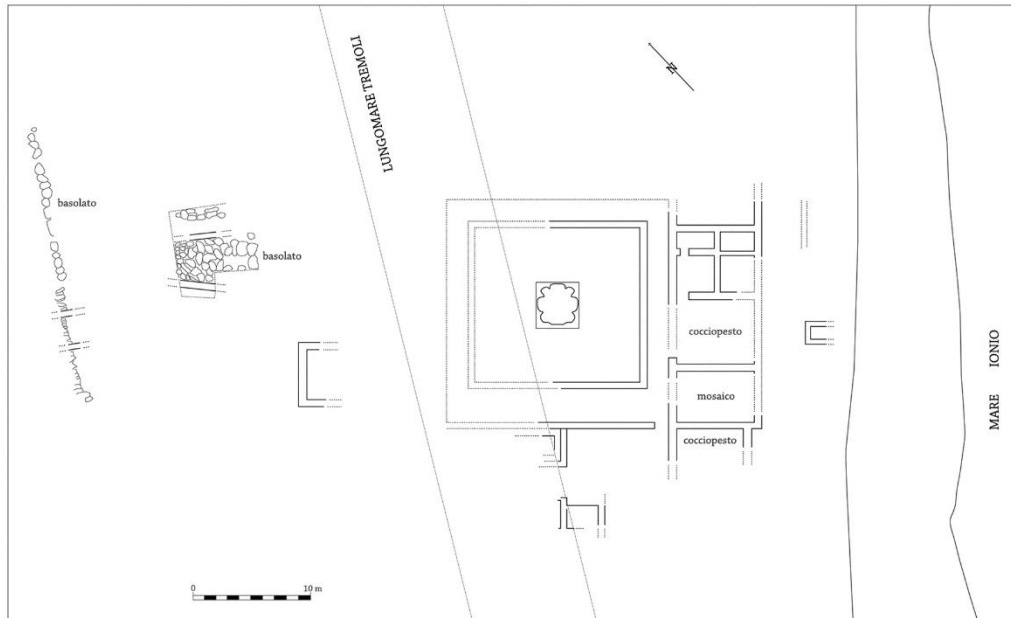 LUNGOMARE TREMOLI
N
basolato
basolato
cocciopesto
mosaico
cocciopesto
MARE IONIO
0 10 m